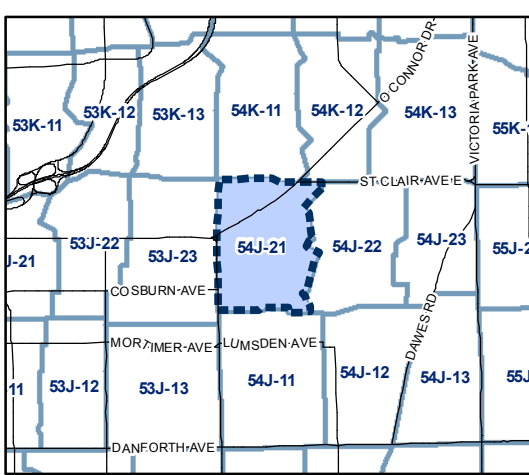 O CONNOR DR
VICTORIA PARK AVE
53K-11
53K-12
53K-13
54K-11
54K-12
54K-13
55K-
ST CLAIR AVE E
J-21
53J-22
53J-23
54J-21
54J-22
54J-23
55J-2
COSBURN AVE
MORTIMER AVE
LUMSDEN AVE
DAWES RD
11
53J-12
53J-13
54J-11
54J-12
54J-13
55J
DANFORTH AVE